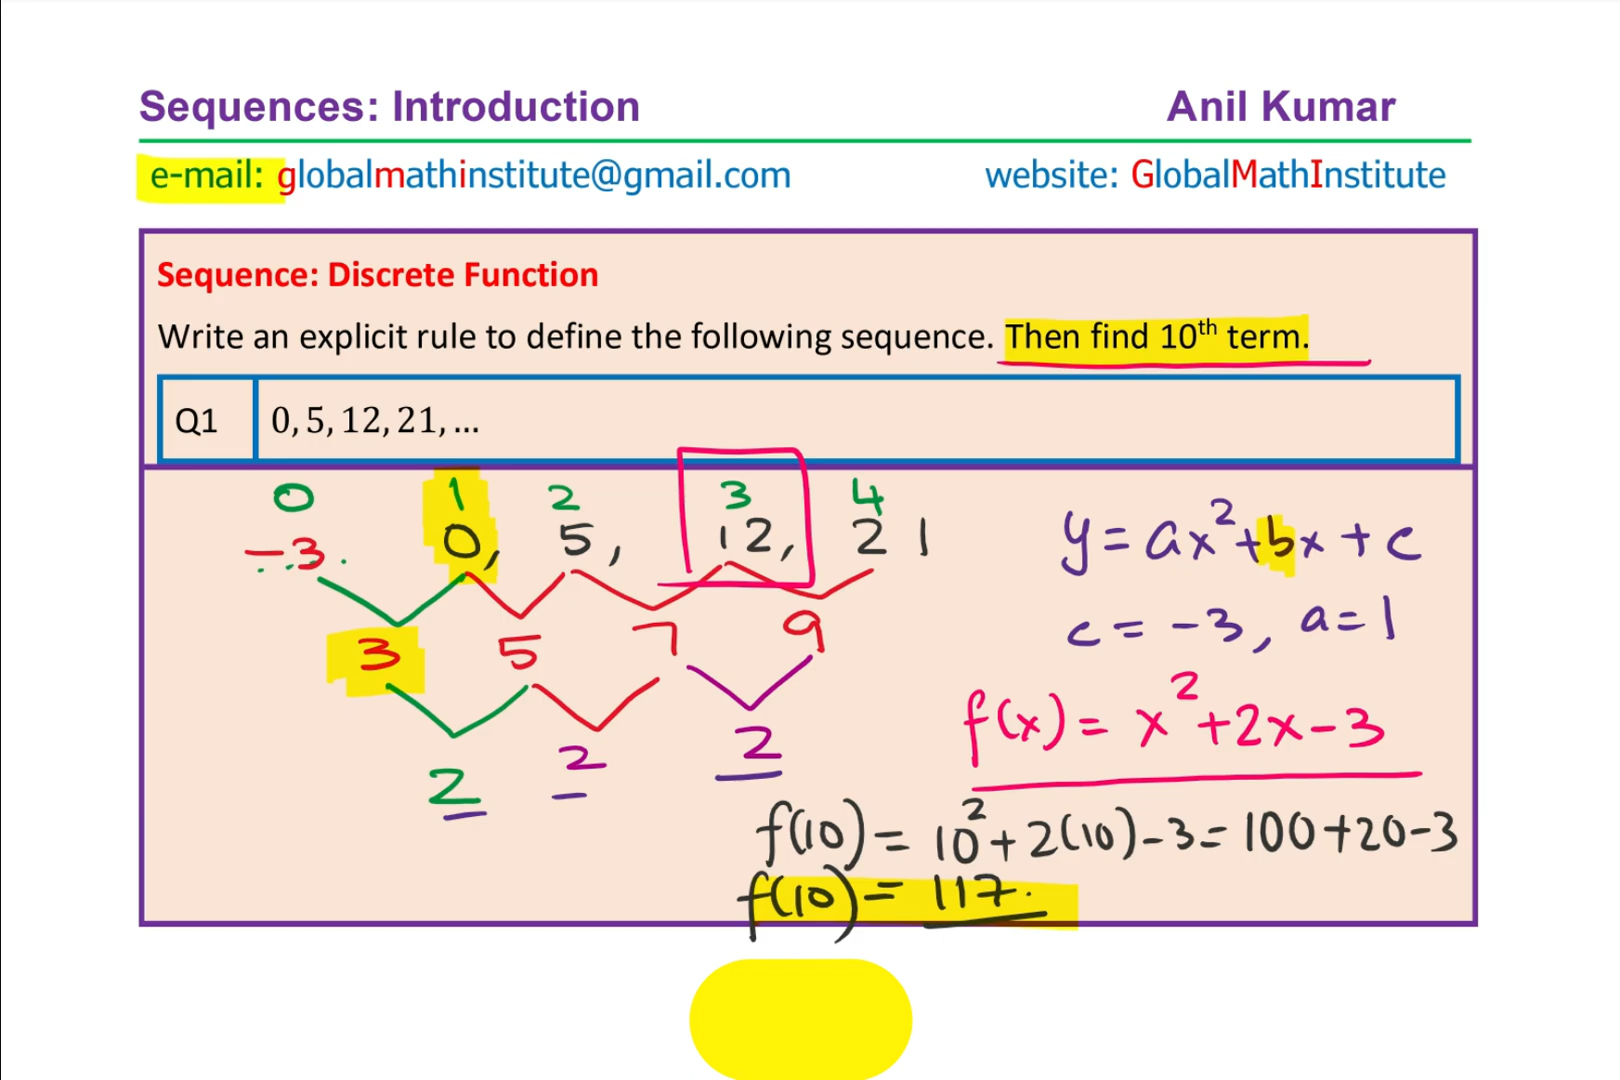 Sequences: Introduction Anil Kumar
e-mail: globalmathinstitute@gmail.com website: GlobalMathInstitute
Sequence: Discrete Function
Write an explicit rule to define the following sequence. Then find 10th term.
Q1 0, 5, 12, 21, ...
0 1 2 3 4
-3. 0, 5, 12, 21
3 5 7 9
2 2 2
y = ax²+bx+c
c = -3, a=1
f(x) = x²+2x-3
f(10) = 10²+2(10)-3 = 100+20-3
f(10) = 117.